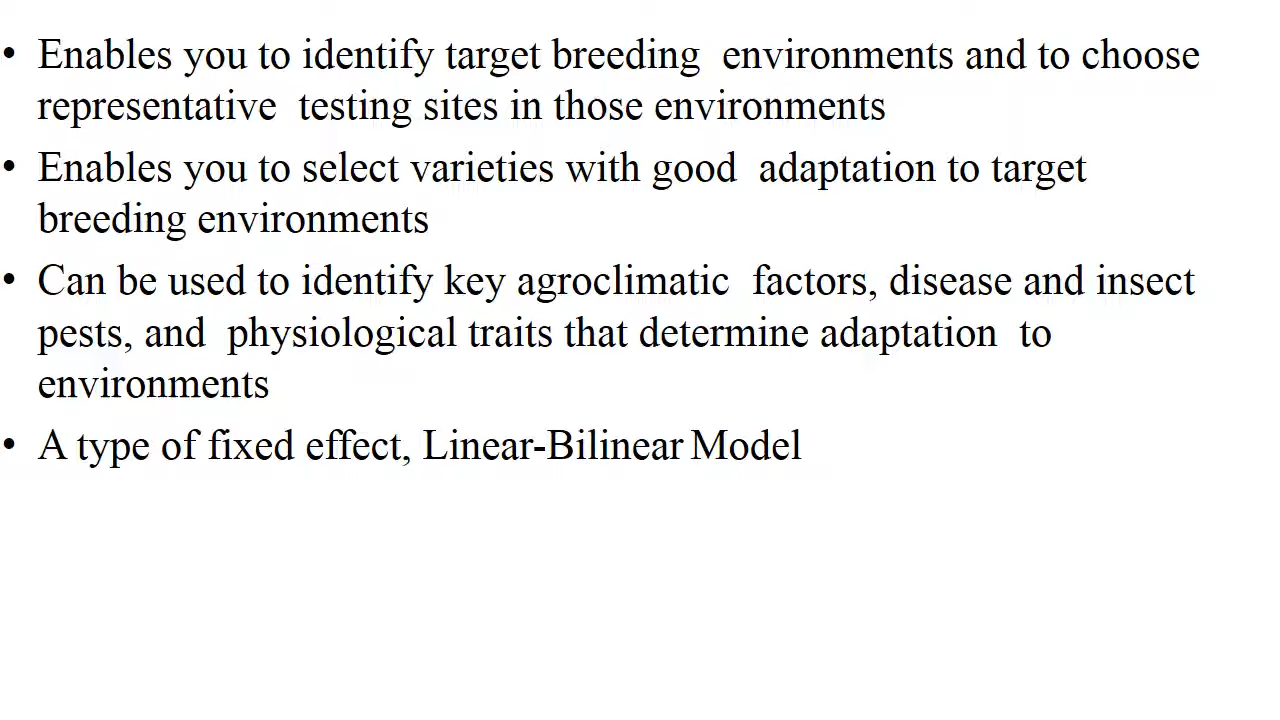 • Enables you to identify target breeding environments and to choose
representative testing sites in those environments
• Enables you to select varieties with good adaptation to target
breeding environments
• Can be used to identify key agroclimatic factors, disease and insect
pests, and physiological traits that determine adaptation to
environments
• A type of fixed effect, Linear-Bilinear Model